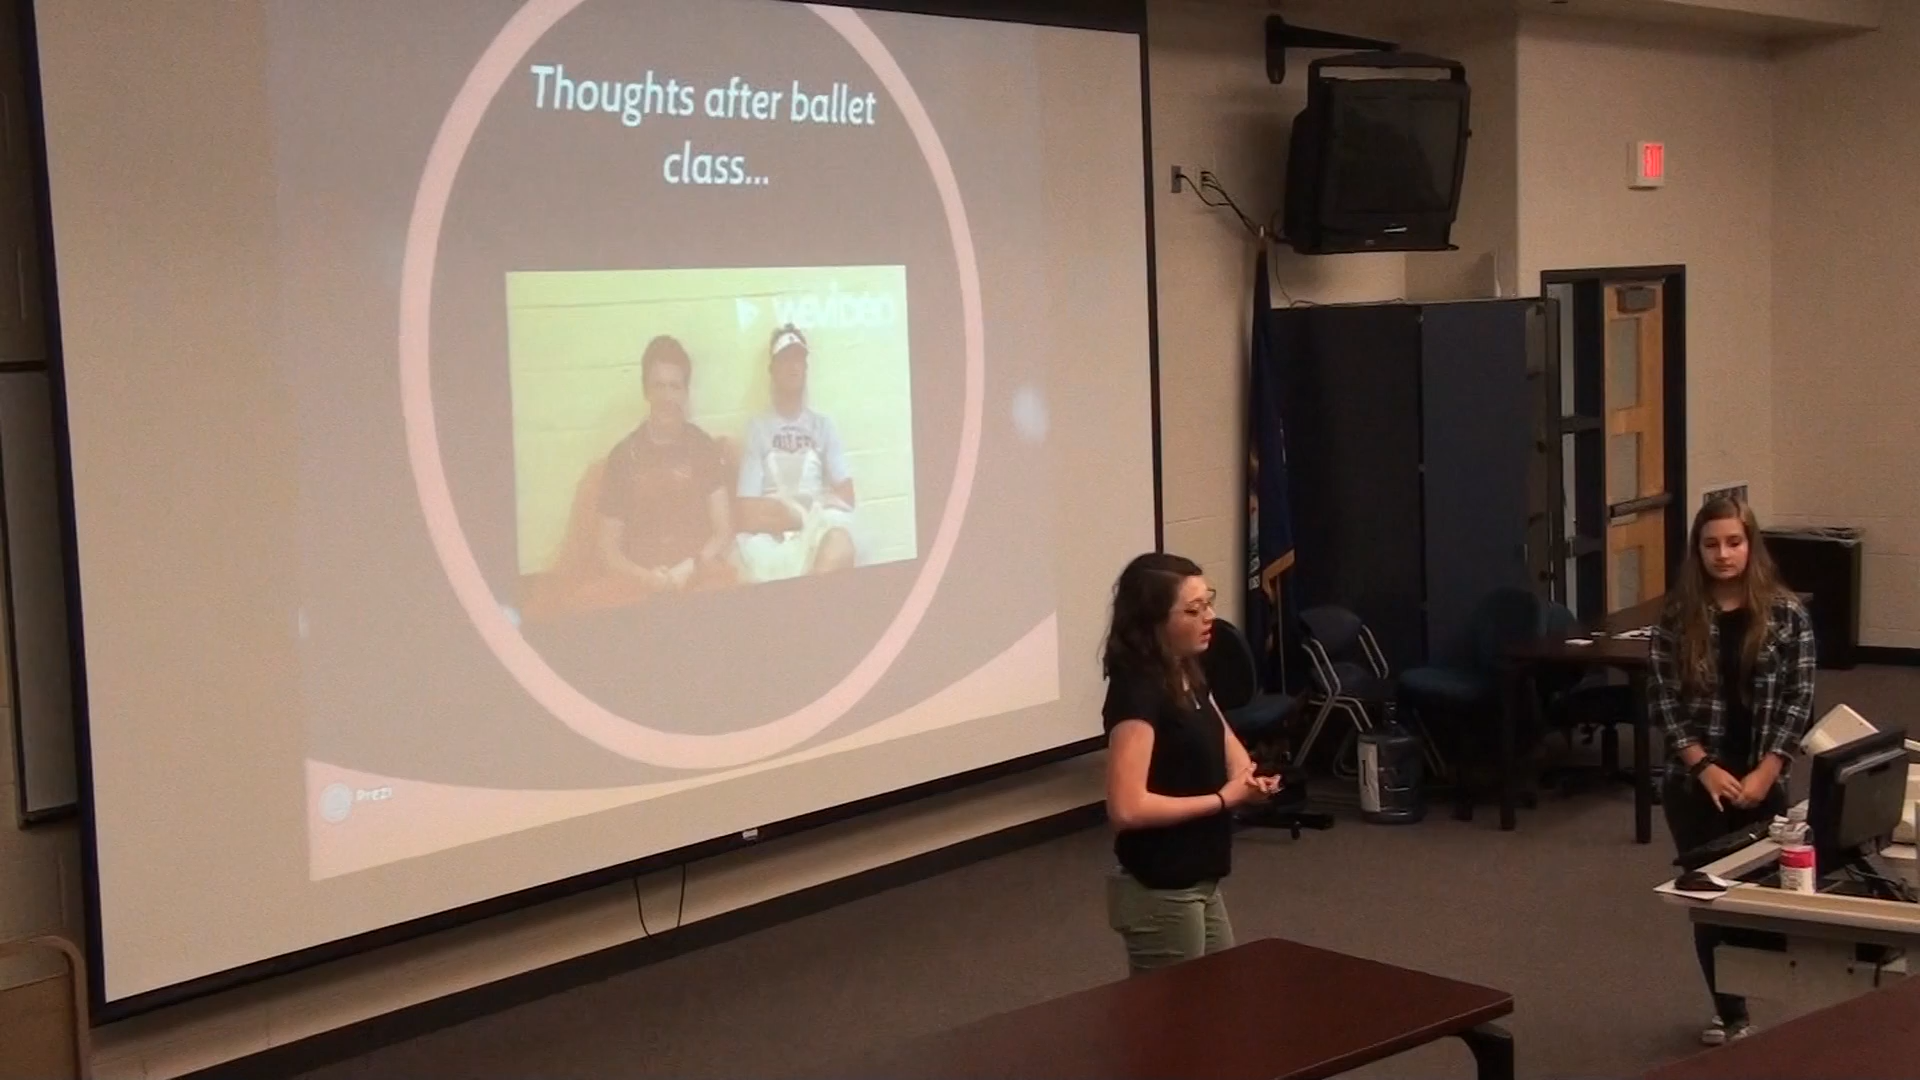 Thoughts after ballet
class...
WeVideo
Prezi
EXIT